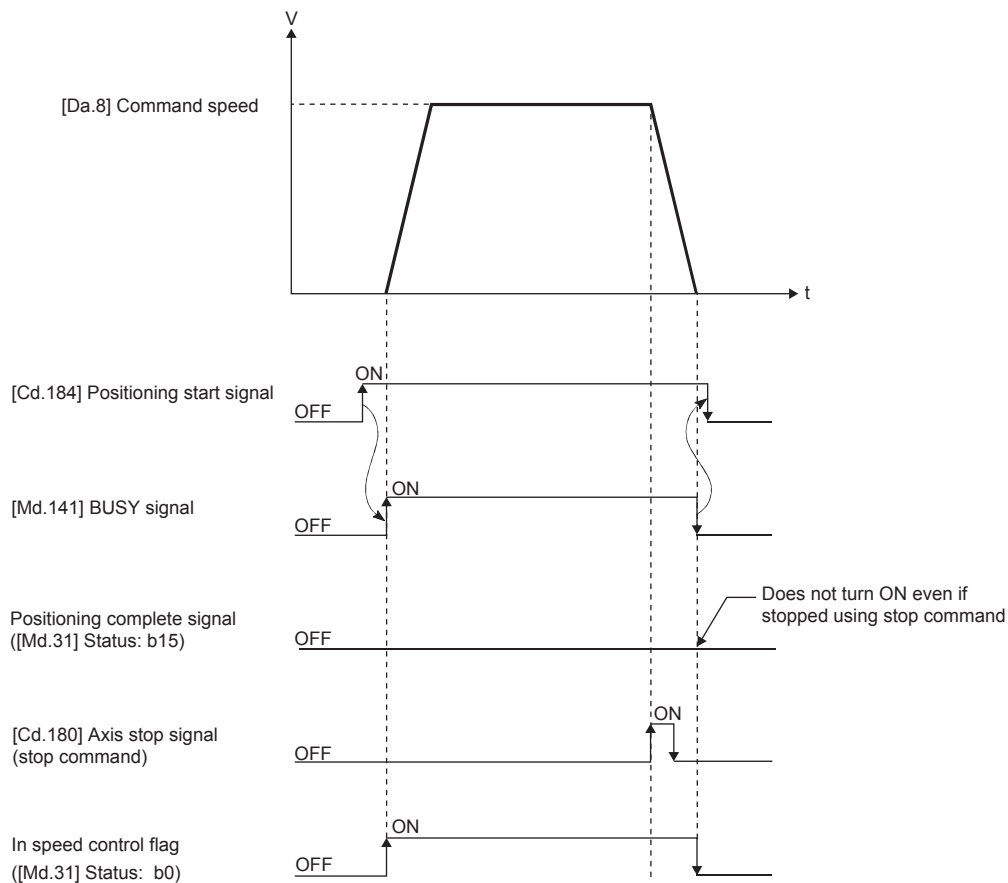 V
[Da.8] Command speed
t
ON
[Cd.184] Positioning start signal
OFF
ON
[Md.141] BUSY signal
OFF
Does not turn ON even if
stopped using stop command
Positioning complete signal
([Md.31] Status: b15)
OFF
ON
[Cd.180] Axis stop signal
(stop command)
OFF
ON
In speed control flag
([Md.31] Status: b0)
OFF